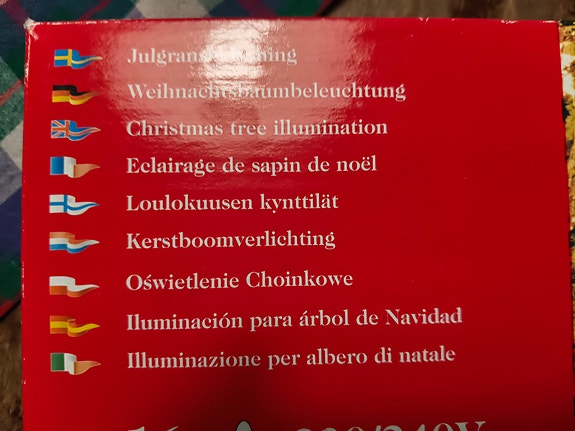 Weihnachtsbaumbeleuchtung
Christmas tree illumination
Eclairage de sapin de noël
Loulokuusen kynttilät
Kerstboomverlichting
Oświetlenie Choinkowe
Iluminación para árbol de Navidad
Illuminazione per albero di natale